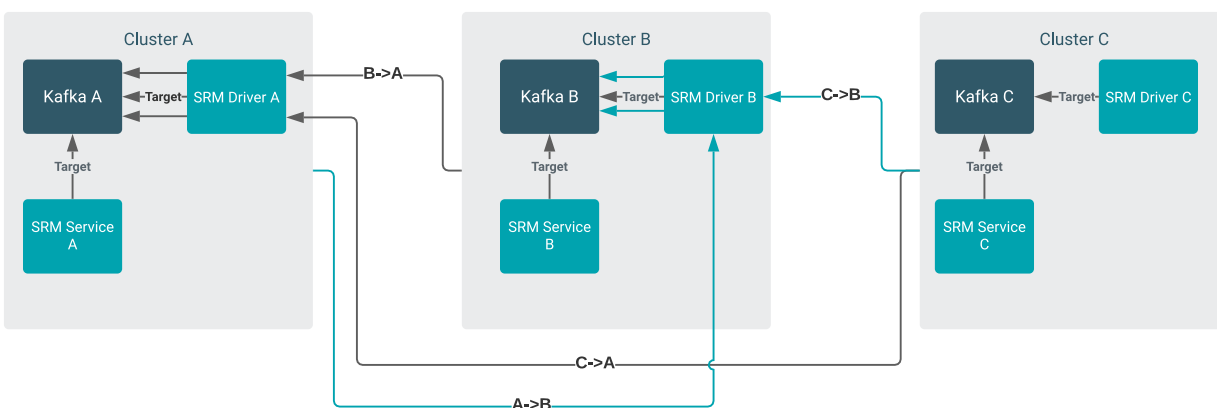 Cluster A
Kafka A
Target
SRM Driver A
Target
SRM Service
A
B->A
Cluster B
Kafka B
Target
SRM Driver B
Target
SRM Service
B
C->B
Cluster C
Kafka C
Target
SRM Driver C
Target
SRM Service
C
C->A
A->B